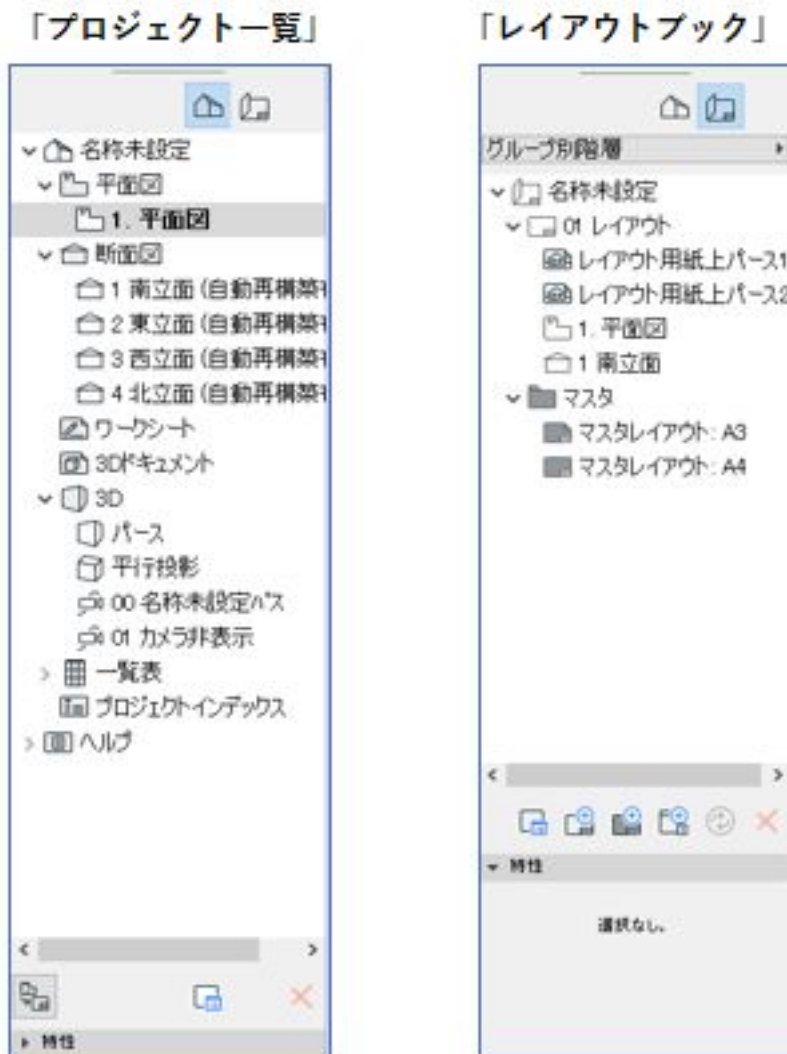 「プロジェクト一覧」
名称未設定
平面図
1. 平面図
断面図
1 南立面 (自動再構築
2 東立面 (自動再構築
3 西立面 (自動再構築
4 北立面 (自動再構築
ワークシート
3Dドキュメント
3D
パース
平行投影
00 名称未設定パス
01 カメラ非表示
一覧表
プロジェクトインデックス
ヘルプ
特性
「レイアウトブック」
グループ別階層
名称未設定
01 レイアウト
レイアウト用紙上パース1
レイアウト用紙上パース2
1. 平面図
1 南立面
マスタ
マスタレイアウト: A3
マスタレイアウト: A4
特性
選択なし。